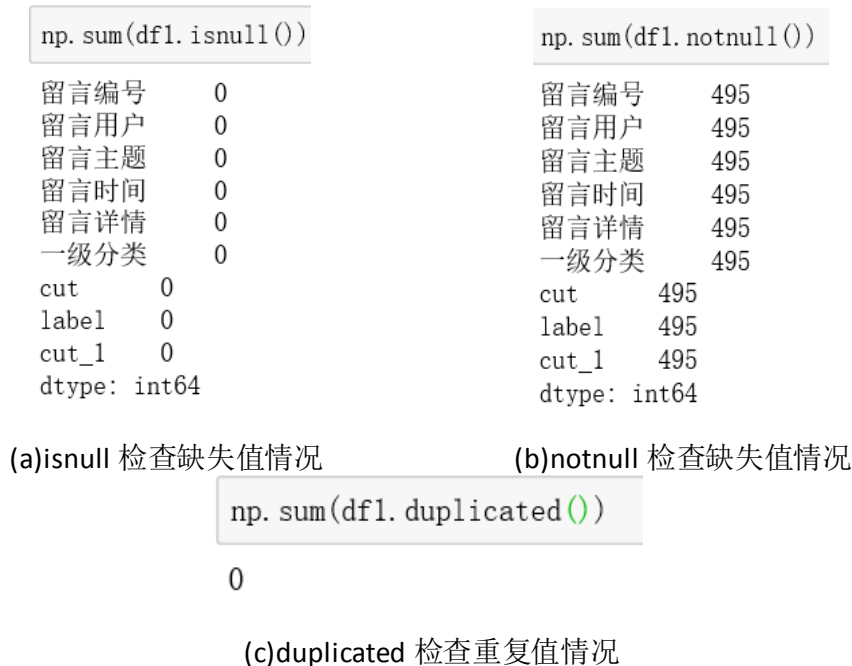 np.sum(df1.isnull())
留言编号 0
留言用户 0
留言主题 0
留言时间 0
留言详情 0
一级分类 0
cut 0
label 0
cut_1 0
dtype: int64
(a)isnull 检查缺失值情况
np.sum(df1.notnull())
留言编号 495
留言用户 495
留言主题 495
留言时间 495
留言详情 495
一级分类 495
cut 495
label 495
cut_1 495
dtype: int64
(b)notnull 检查缺失值情况
np.sum(df1.duplicated())
0
(c)duplicated 检查重复值情况